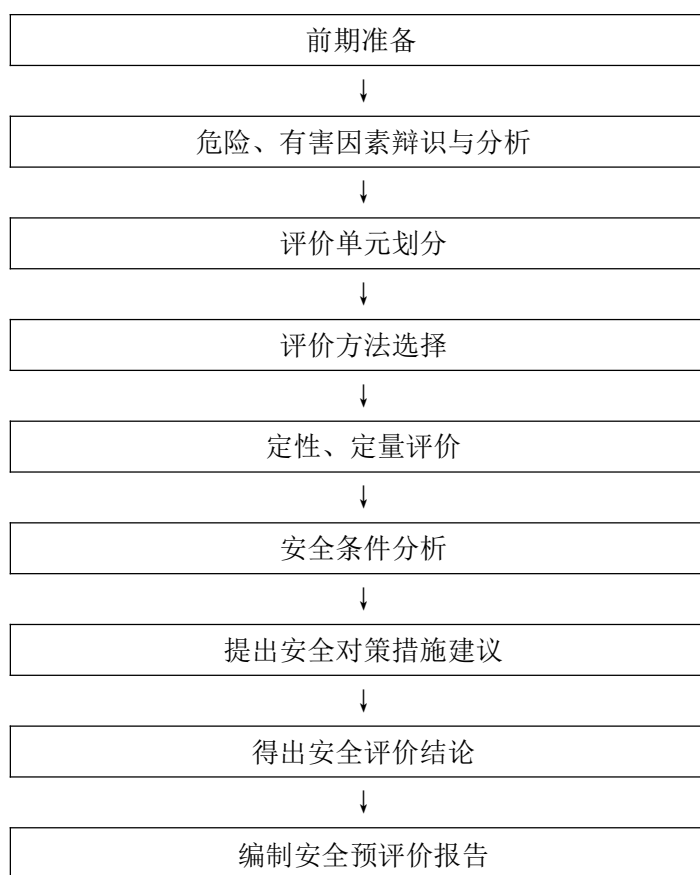 前期准备
↓
危险、有害因素辩识与分析
↓
评价单元划分
↓
评价方法选择
↓
定性、定量评价
↓
安全条件分析
↓
提出安全对策措施建议
↓
得出安全评价结论
↓
编制安全预评价报告